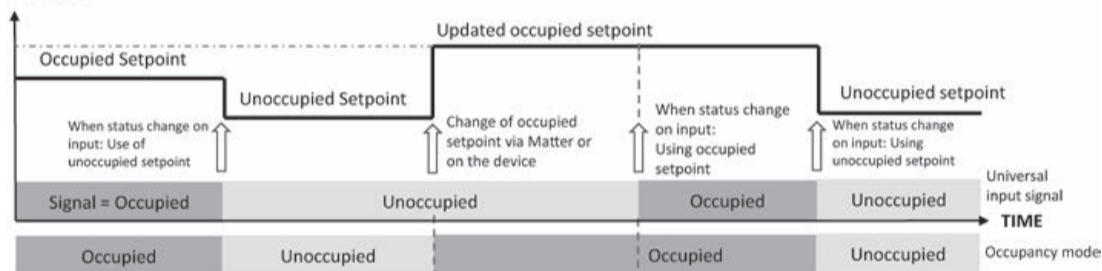 Updated occupied setpoint
Occupied Setpoint
Unoccupied Setpoint
Unoccupied setpoint
When status change on
input: Use of
unoccupied setpoint
Change of occupied
setpoint via Matter or
on the device
When status change
on input:
Using occupied
setpoint
When status change
on input: Using
unoccupied setpoint
Signal = Occupied
Unoccupied
Occupied
Unoccupied
Universal
input signal
TIME
Occupied
Unoccupied
Occupied
Unoccupied
Occupancy mode